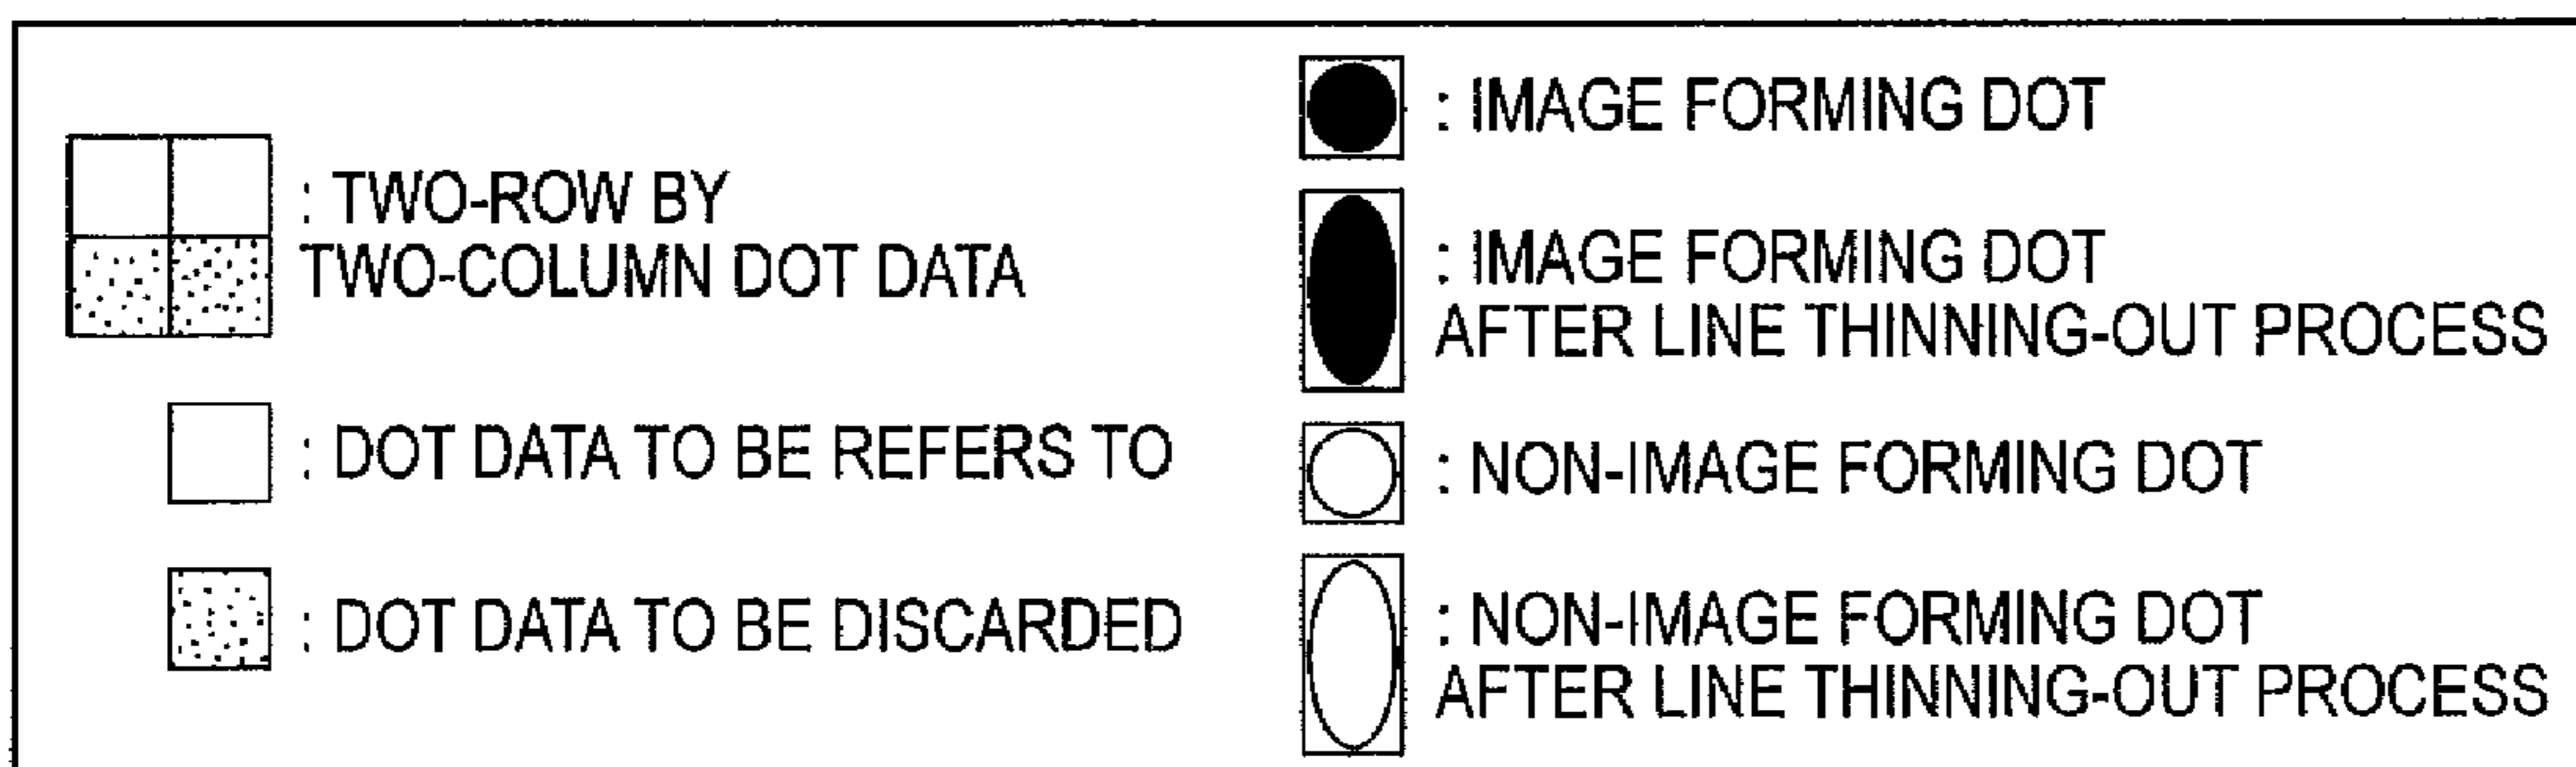 : TWO-ROW BY
TWO-COLUMN DOT DATA
: DOT DATA TO BE REFERS TO
: DOT DATA TO BE DISCARDED
: IMAGE FORMING DOT
: IMAGE FORMING DOT
AFTER LINE THINNING-OUT PROCESS
: NON-IMAGE FORMING DOT
: NON-IMAGE FORMING DOT
AFTER LINE THINNING-OUT PROCESS